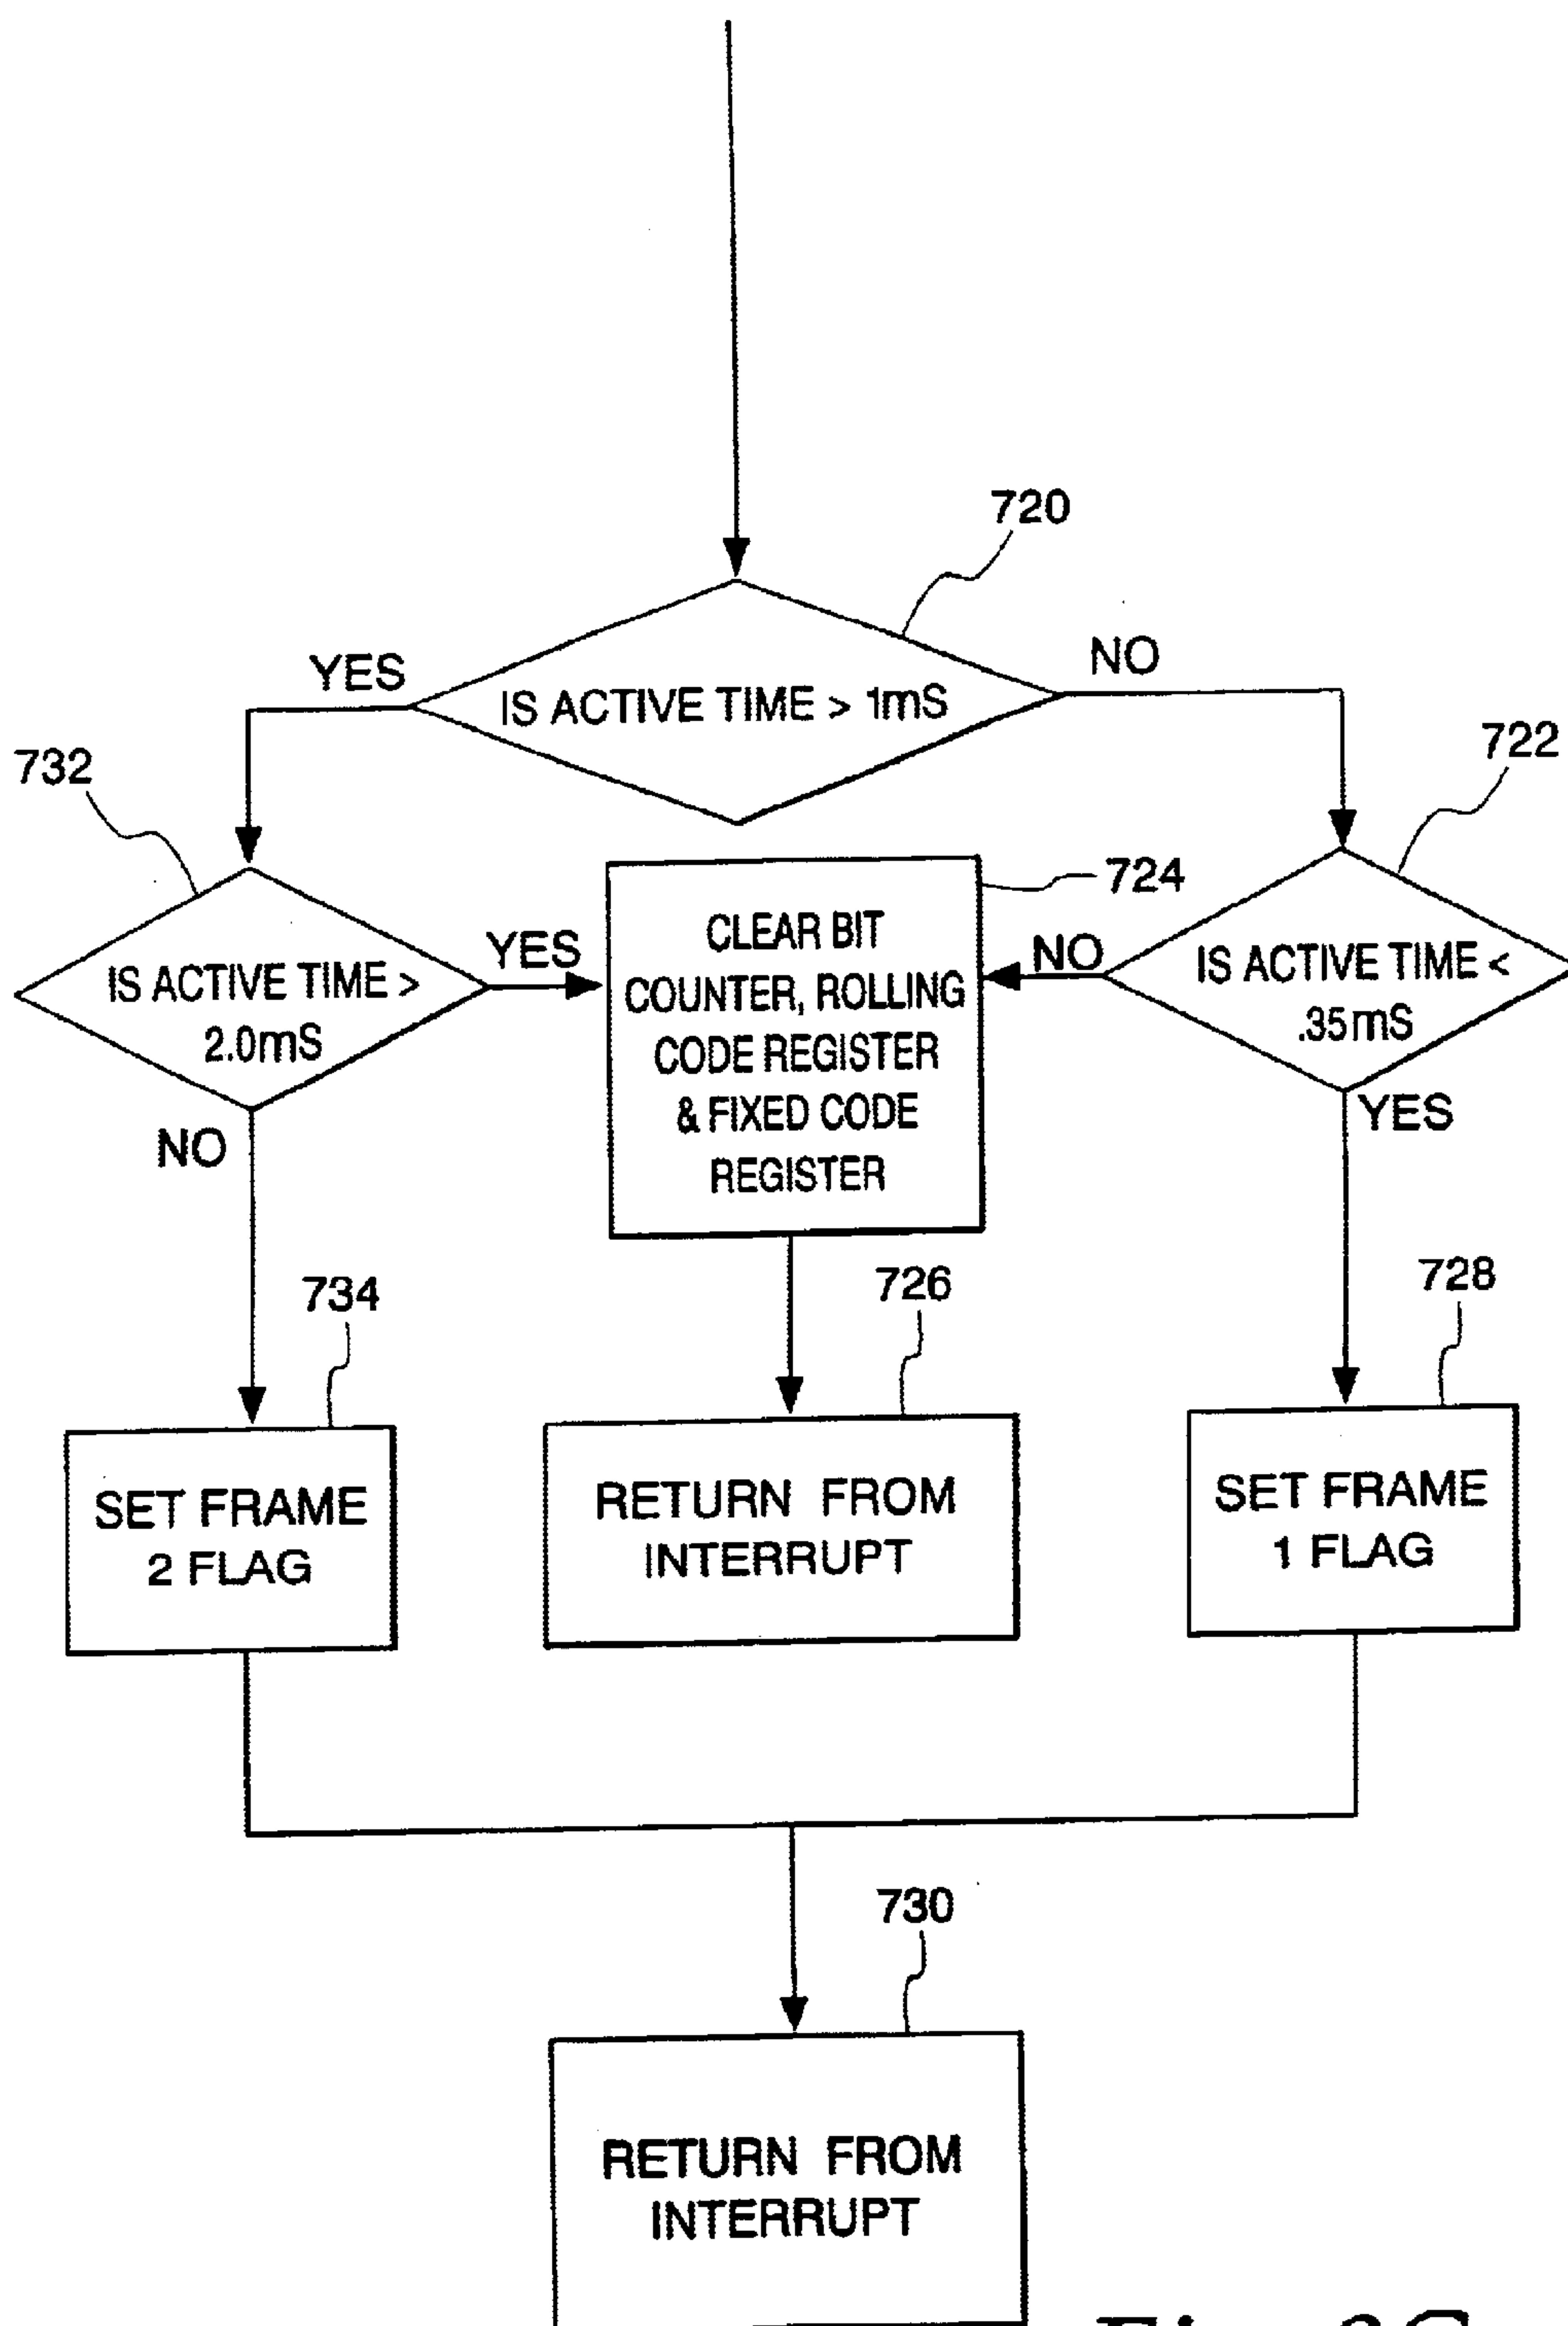 720
YES
NO
IS ACTIVE TIME > 1mS
722
732
724
CLEAR BIT
COUNTER, ROLLING
CODE REGISTER
& FIXED CODE
REGISTER
YES
NO
IS ACTIVE TIME >
2.0mS
IS ACTIVE TIME <
.35mS
NO
YES
734
726
728
SET FRAME
2 FLAG
RETURN FROM
INTERRUPT
SET FRAME
1 FLAG
730
RETURN FROM
INTERRUPT